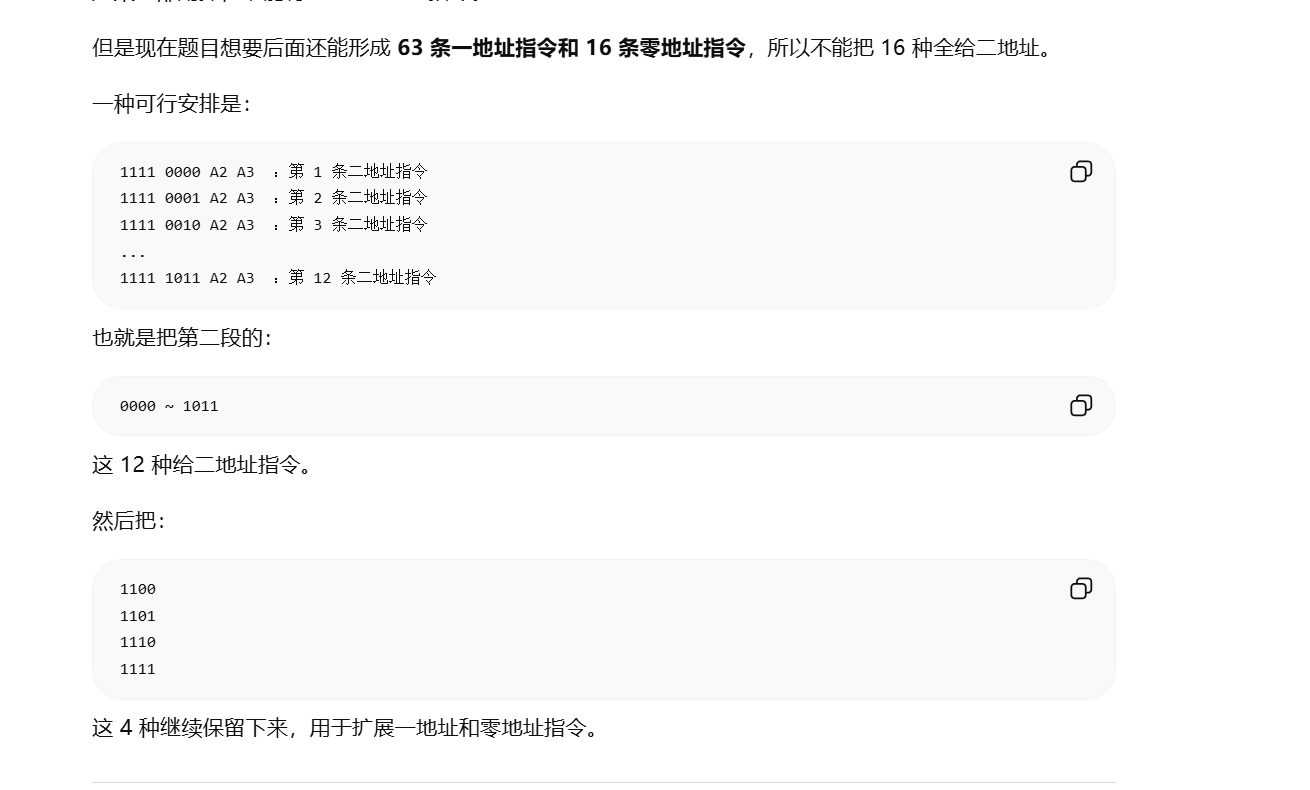 但是现在题目想要后面还能形成 63 条一地址指令和 16 条零地址指令，所以不能把 16 种全给二地址。
一种可行安排是：
1111 0000 A2 A3 ：第 1 条二地址指令
1111 0001 A2 A3 ：第 2 条二地址指令
1111 0010 A2 A3 ：第 3 条二地址指令
...
1111 1011 A2 A3 ：第 12 条二地址指令
也就是把第二段的：
0000 ~ 1011
这 12 种给二地址指令。
然后把：
1100
1101
1110
1111
这 4 种继续保留下来，用于扩展一地址和零地址指令。